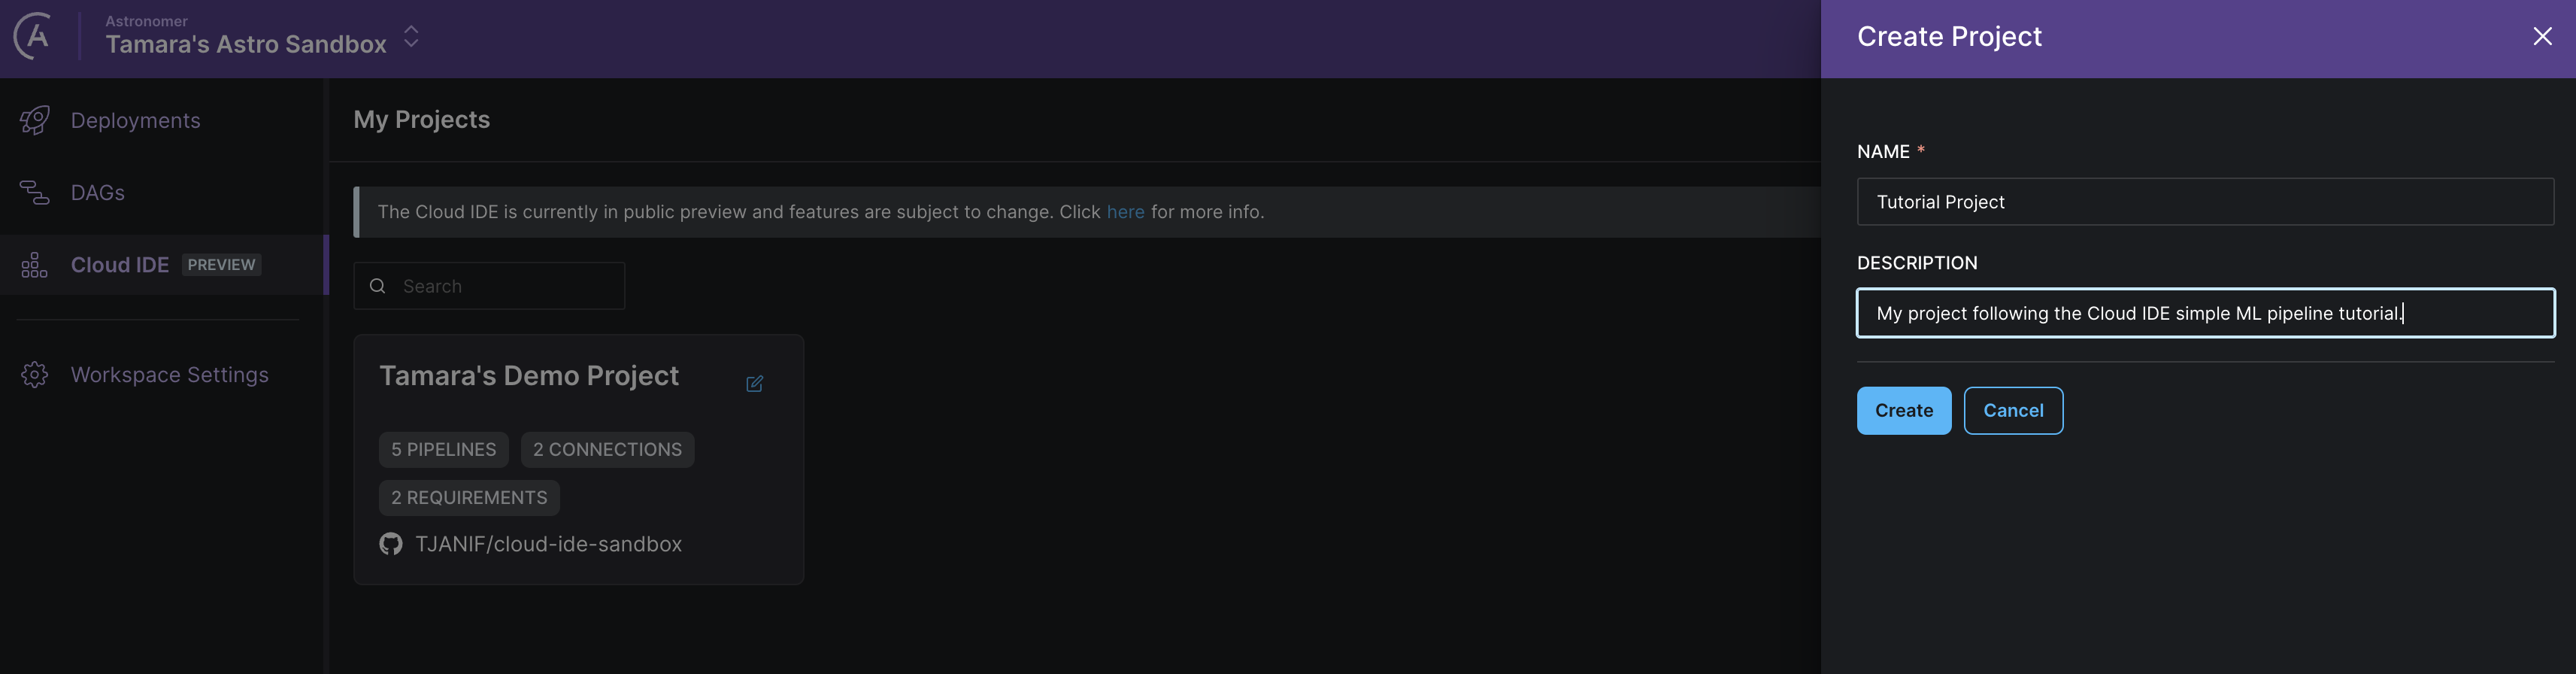 Astronomer
Tamara's Astro Sandbox
Deployments
DAGs
Cloud IDE PREVIEW
Workspace Settings
My Projects
The Cloud IDE is currently in public preview and features are subject to change. Click here for more info.
Search
Tamara's Demo Project
5 PIPELINES 2 CONNECTIONS
2 REQUIREMENTS
TJANIF/cloud-ide-sandbox
Create Project
NAME *
Tutorial Project
DESCRIPTION
My project following the Cloud IDE simple ML pipeline tutorial.
Create Cancel